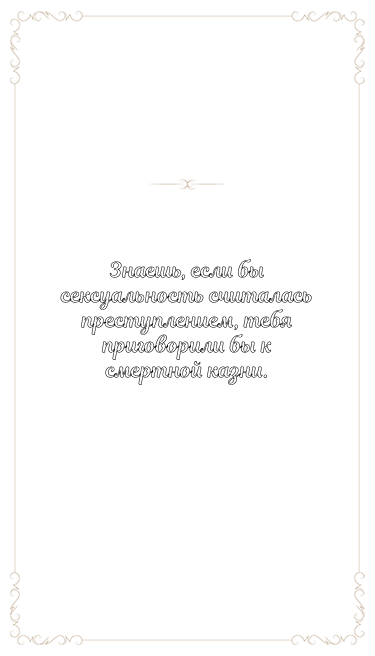 Знаешь, если бы
сексуальность считалась
преступлением, тебя
приговорили бы к
смертной казни.